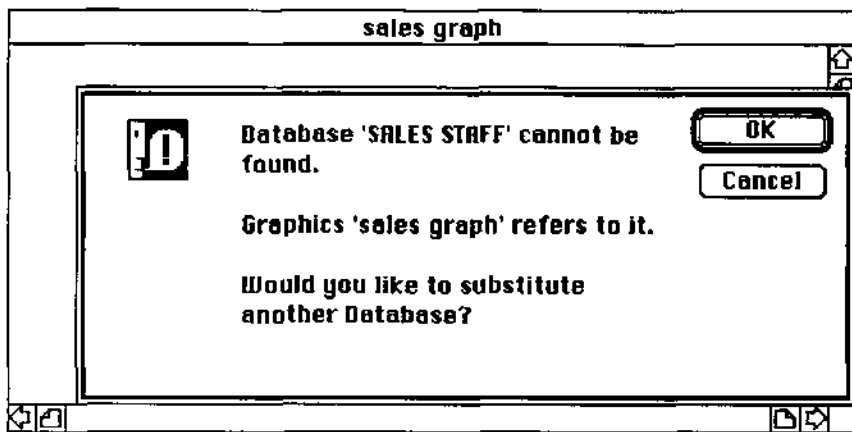 sales graph
Database 'SALES STAFF' cannot be
found.
Graphics 'sales graph' refers to it.
Would you like to substitute
another Database?
OK
Cancel